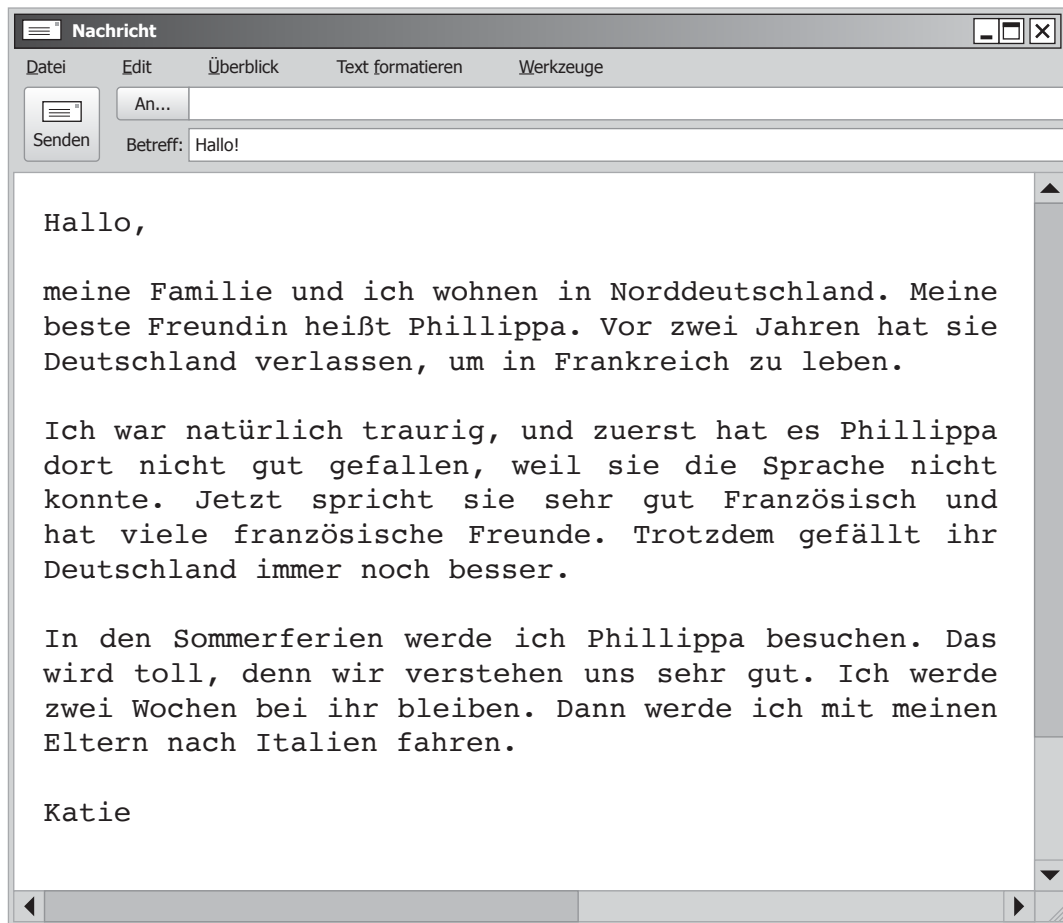 Nachricht
Datei Edit Überblick Text formatieren Werkzeuge
An...
Senden
Betreff: Hallo!
Hallo,
meine Familie und ich wohnen in Norddeutschland. Meine
beste Freundin heißt Phillippa. Vor zwei Jahren hat sie
Deutschland verlassen, um in Frankreich zu leben.
Ich war natürlich traurig, und zuerst hat es Phillippa
dort nicht gut gefallen, weil sie die Sprache nicht
konnte. Jetzt spricht sie sehr gut Französisch und
hat viele französische Freunde. Trotzdem gefällt ihr
Deutschland immer noch besser.
In den Sommerferien werde ich Phillippa besuchen. Das
wird toll, denn wir verstehen uns sehr gut. Ich werde
zwei Wochen bei ihr bleiben. Dann werde ich mit meinen
Eltern nach Italien fahren.
Katie